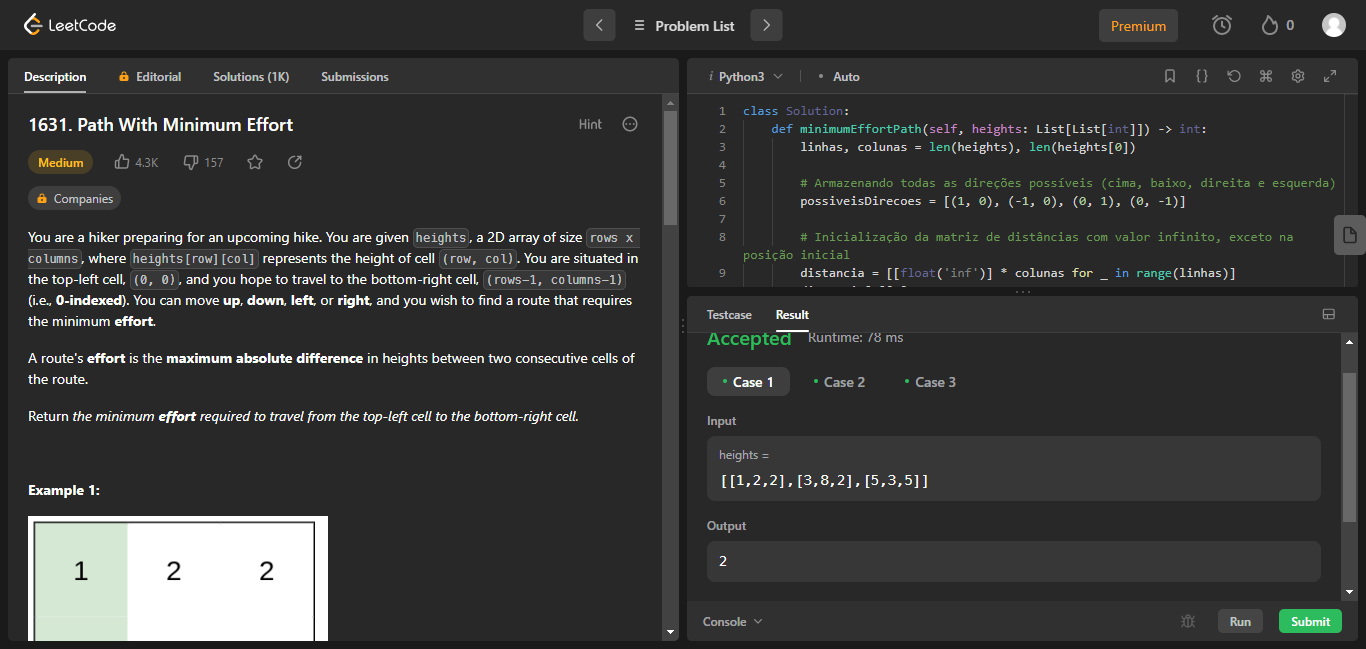 LeetCode
Problem List
Premium
0
Description
Editorial
Solutions (1K)
Submissions
1631. Path With Minimum Effort
Hint
Medium
4.3K
157
Companies
You are a hiker preparing for an upcoming hike. You are given heights, a 2D array of size rows x
columns, where heights[row][col] represents the height of cell (row, col). You are situated in
the top-left cell, (0, 0), and you hope to travel to the bottom-right cell, (rows-1, columns-1)
(i.e., 0-indexed). You can move up, down, left, or right, and you wish to find a route that requires
the minimum effort.
A route's effort is the maximum absolute difference in heights between two consecutive cells of
the route.
Return the minimum effort required to travel from the top-left cell to the bottom-right cell.
Example 1:
1 2 2
i Python3
• Auto
1 class Solution:
2 def minimumEffortPath(self, heights: List[List[int]]) -> int:
3 linhas, colunas = len(heights), len(heights[0])
4
5 # Armazenando todas as direções possíveis (cima, baixo, direita e esquerda)
6 possiveisDirecoes = [(1, 0), (-1, 0), (0, 1), (0, -1)]
7
8 # Inicialização da matriz de distâncias com valor infinito, exceto na
posição inicial
9 distancia = [[float('inf')] * colunas for _ in range(linhas)]
Testcase
Result
Accepted
Runtime: 78 ms
• Case 1
• Case 2
• Case 3
Input
heights =
[[1,2,2],[3,8,2],[5,3,5]]
Output
2
Console
Run
Submit